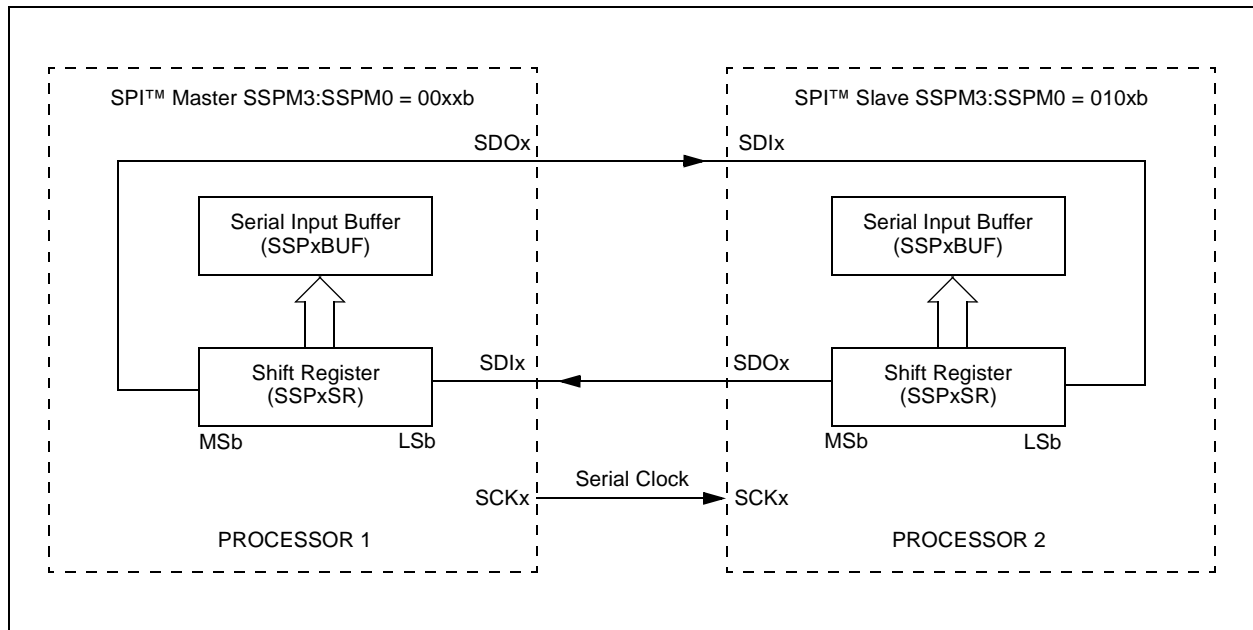 SPI™ Master SSPM3:SSPM0 = 00xxb
SPI™ Slave SSPM3:SSPM0 = 010xb
SDOx
SDIx
Serial Input Buffer
(SSPxBUF)
Serial Input Buffer
(SSPxBUF)
SDIx
SDOx
Shift Register
(SSPxSR)
Shift Register
(SSPxSR)
MSb
LSb
MSb
LSb
Serial Clock
SCKx
SCKx
PROCESSOR 1
PROCESSOR 2